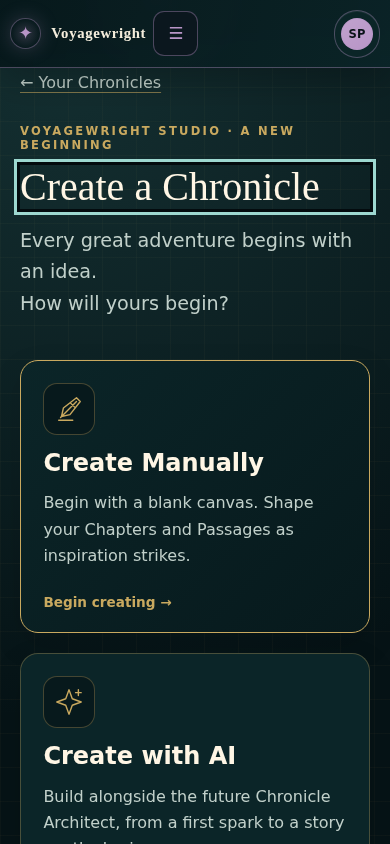 Voyagewright
SP
← Your Chronicles
VOYAGEWRIGHT STUDIO · A NEW
BEGINNING
Create a Chronicle
Every great adventure begins with
an idea.
How will yours begin?
Create Manually
Begin with a blank canvas. Shape
your Chapters and Passages as
inspiration strikes.
Begin creating →
Create with AI
Build alongside the future Chronicle
Architect, from a first spark to a story